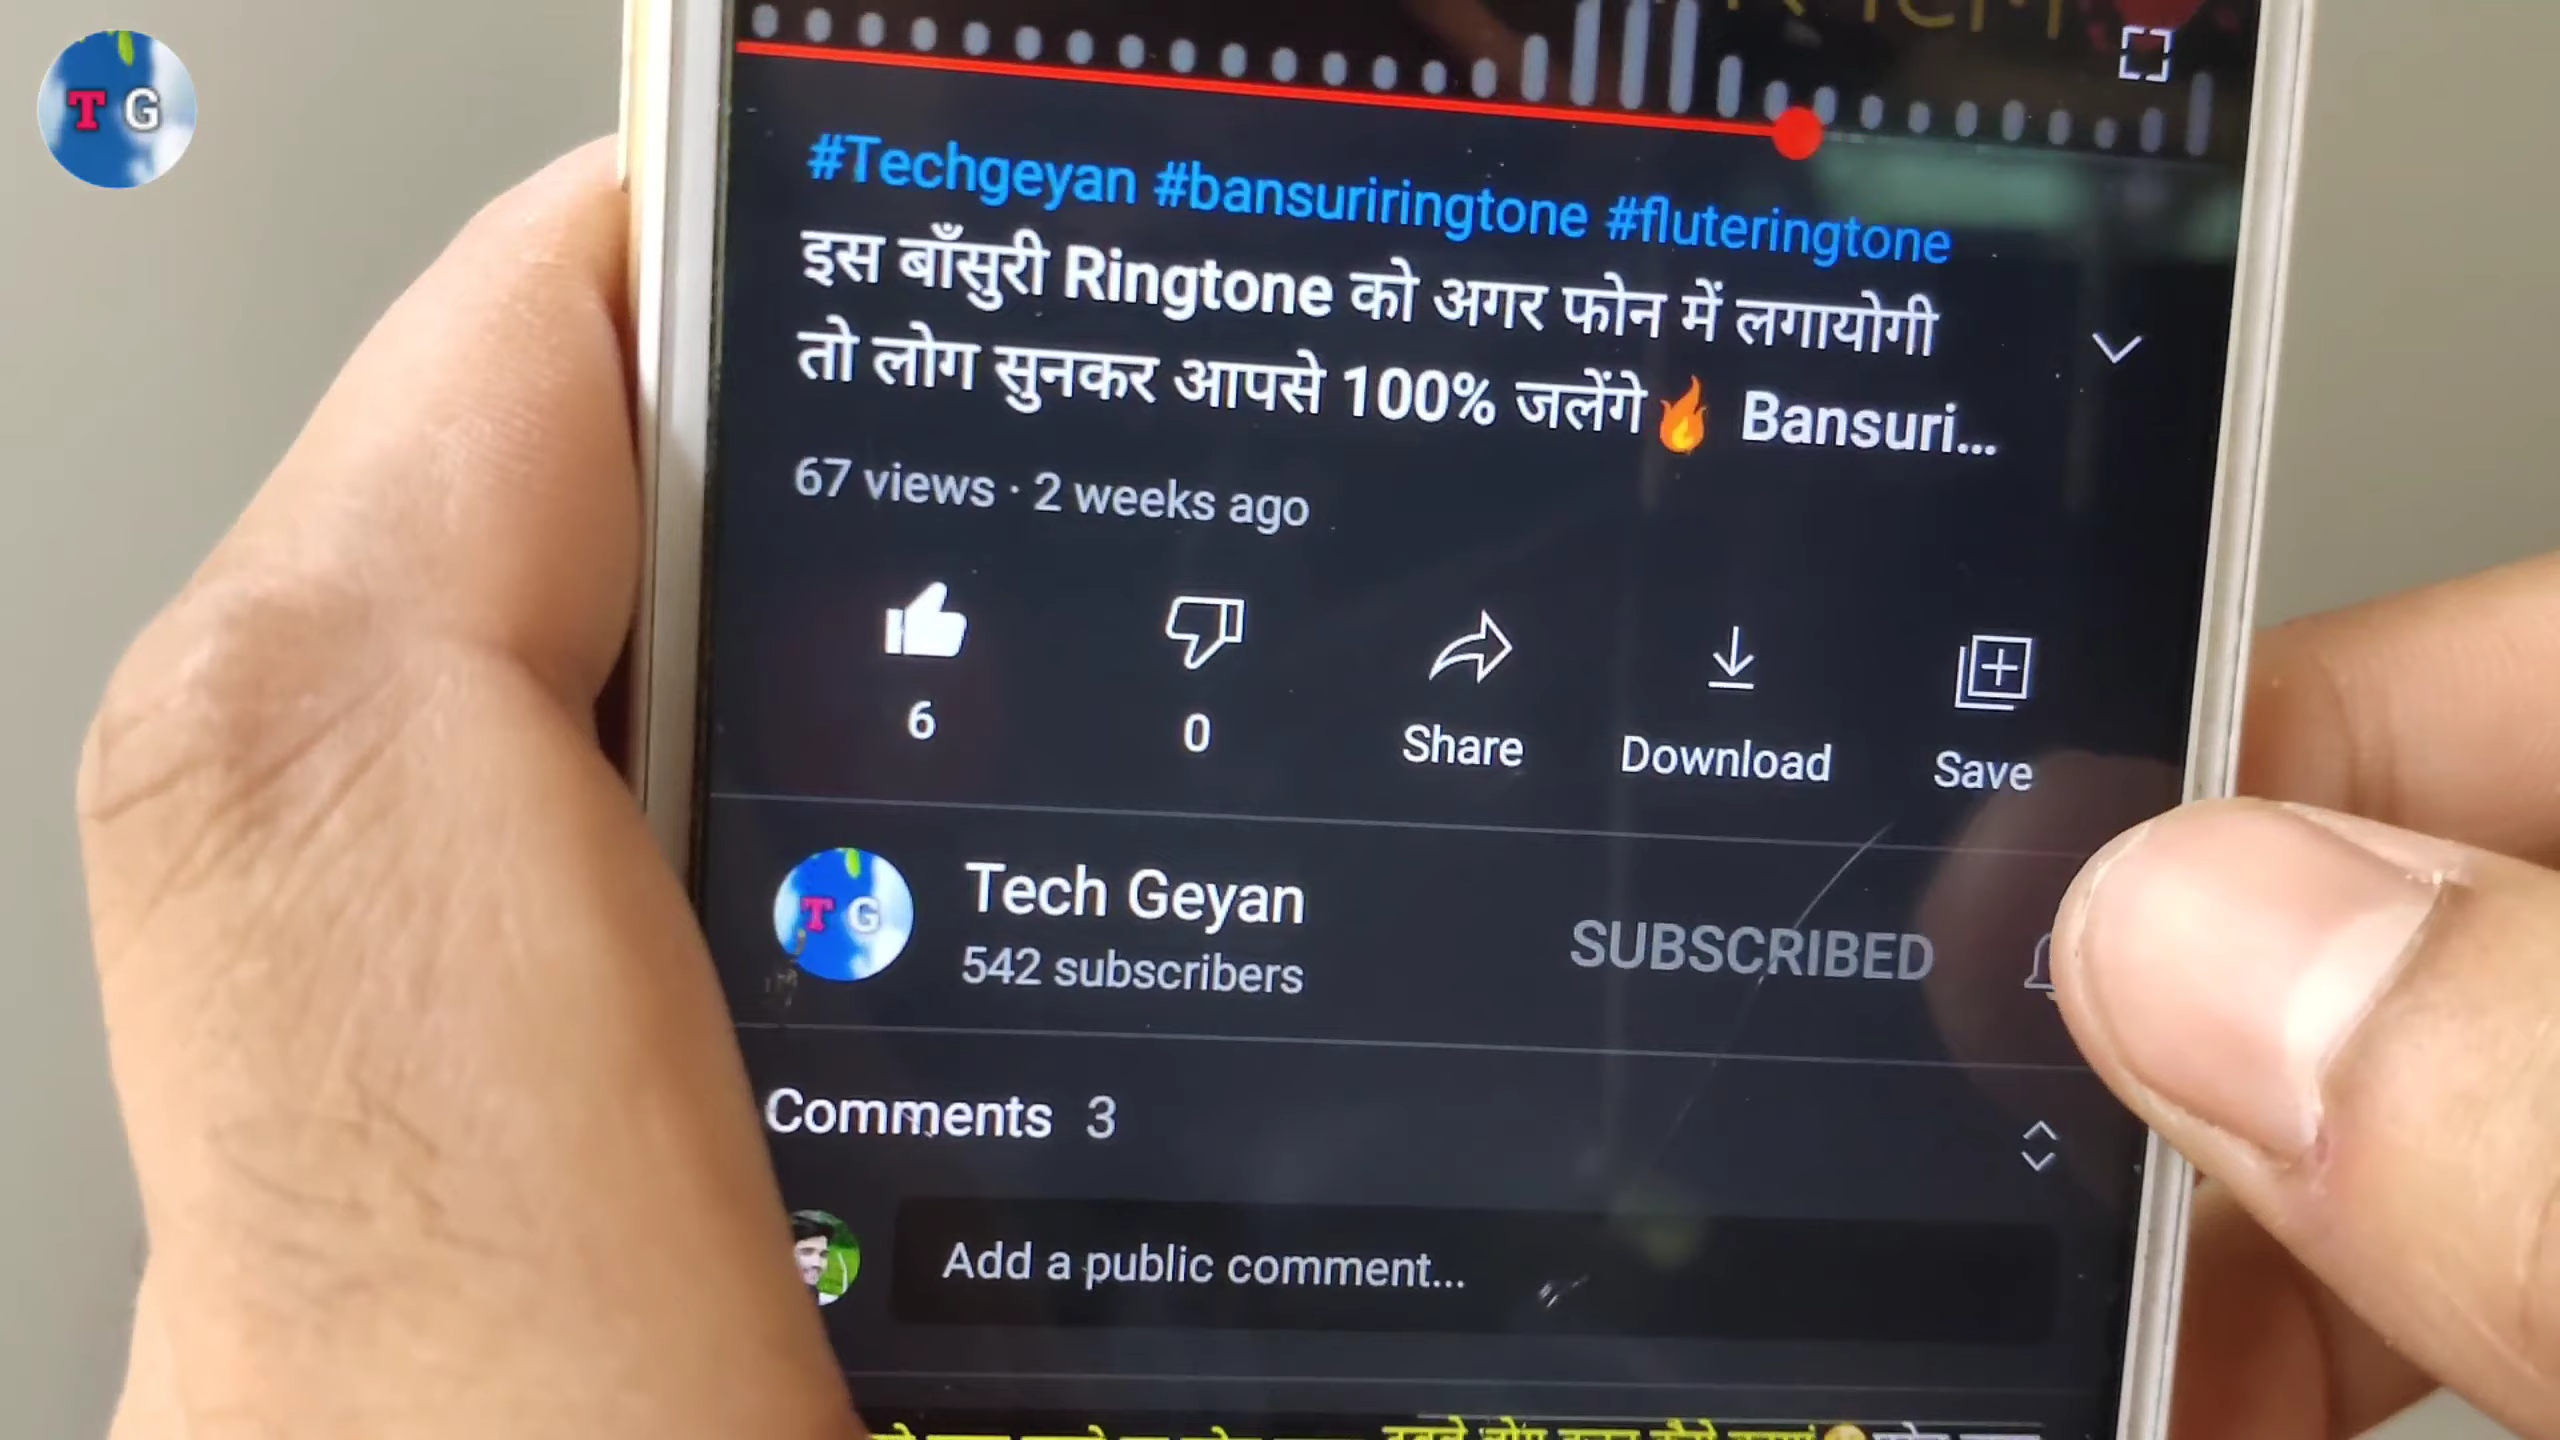 T G
#Techgeyan #bansuriringtone #fluteringtone
इस बाँसुरी Ringtone को अगर फोन में लगायोगी
तो लोग सुनकर आपसे 100% जलेंगे🔥 Bansuri...
67 views · 2 weeks ago
6
0
Share
Download
Save
T G
Tech Geyan
542 subscribers
SUBSCRIBED
Comments 3
Add a public comment...